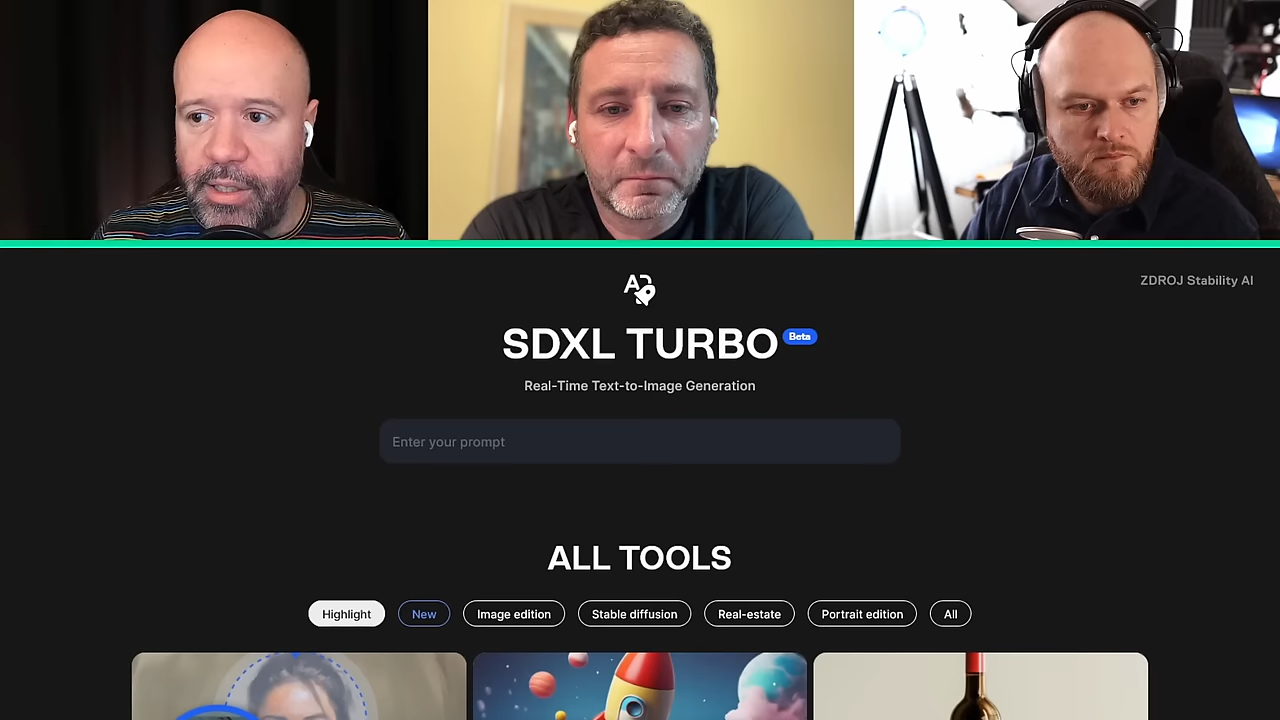 ZDROJ Stability AI
SDXL TURBO Beta
Real-Time Text-to-Image Generation
Enter your prompt
ALL TOOLS
Highlight New Image edition Stable diffusion Real-estate Portrait edition All